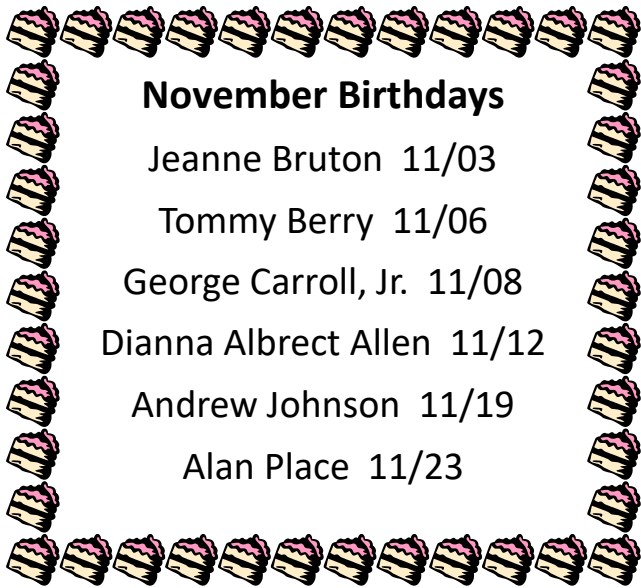 November Birthdays
Jeanne Bruton 11/03
Tommy Berry 11/06
George Carroll, Jr. 11/08
Dianna Albrect Allen 11/12
Andrew Johnson 11/19
Alan Place 11/23